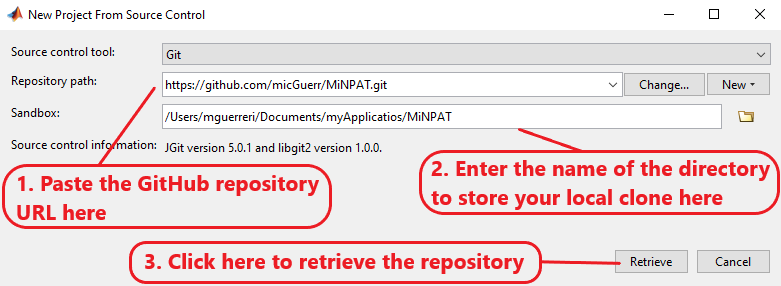 New Project From Source Control
Source control tool: Git
Repository path: https://github.com/micGuerr/MiNPAT.git Change... New
Sandbox: /Users/mguerreri/Documents/myApplicatios/MiNPAT
Source control information: JGit version 5.0.1 and libgit2 version 1.0.0.
1. Paste the GitHub repository
URL here
2. Enter the name of the directory
to store your local clone here
3. Click here to retrieve the repository
Retrieve Cancel